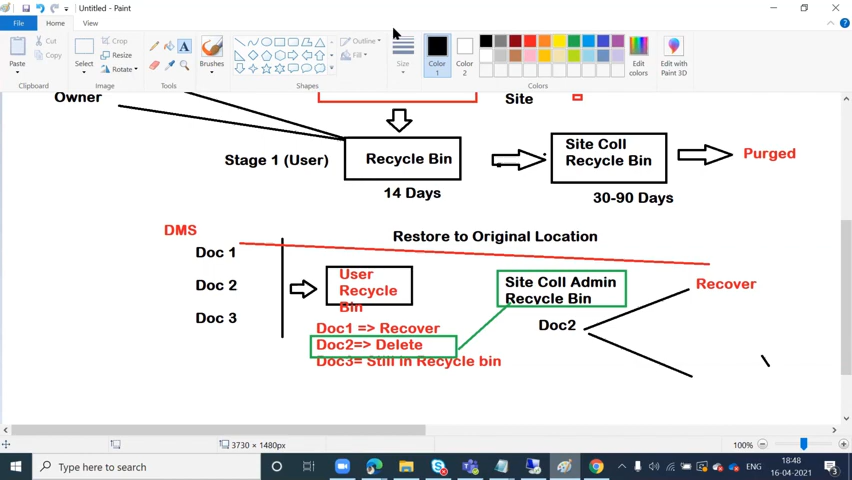 Untitled - Paint
File
Home
View
Paste
Cut
Copy
Clipboard
Select
Crop
Resize
Rotate
Image
Tools
Brushes
Shapes
Outline
Fill
Size
Color
1
Color
2
Colors
Edit
colors
Edit with
Paint 3D
Owner
Site
Stage 1 (User)
Recycle Bin
14 Days
Site Coll
Recycle Bin
30-90 Days
Purged
DMS
Restore to Original Location
Doc 1
Doc 2
Doc 3
User
Recycle
Bin
Doc1 => Recover
Doc2=> Delete
Doc3= Still in Recycle bin
Site Coll Admin
Recycle Bin
Doc2
Recover
3730 × 1480px
100%
Type here to search
ENG
18:48
16-04-2021
3